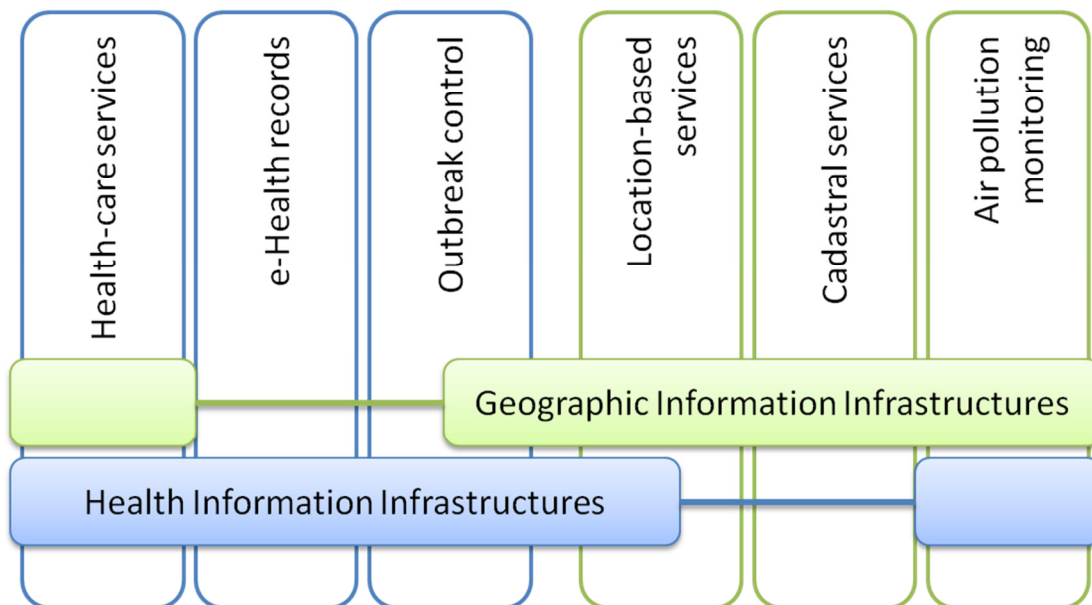 Health-care services
e-Health records
Outbreak control
Location-based
services
Cadastral services
Air pollution
monitoring
Geographic Information Infrastructures
Health Information Infrastructures